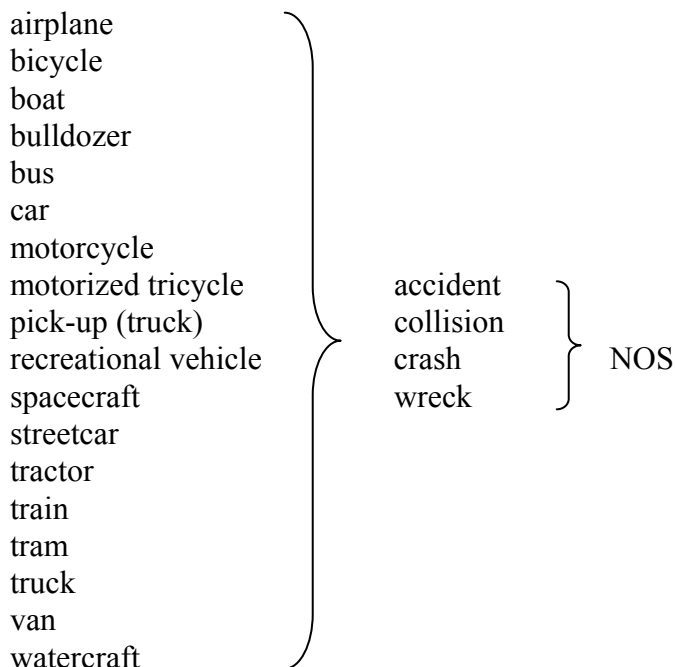 airplane
bicycle
boat
bulldozer
bus
car
motorcycle
motorized tricycle accident
pick-up (truck) collision
recreational vehicle crash NOS
spacecraft wreck
streetcar
tractor
train
tram
truck
van
watercraft